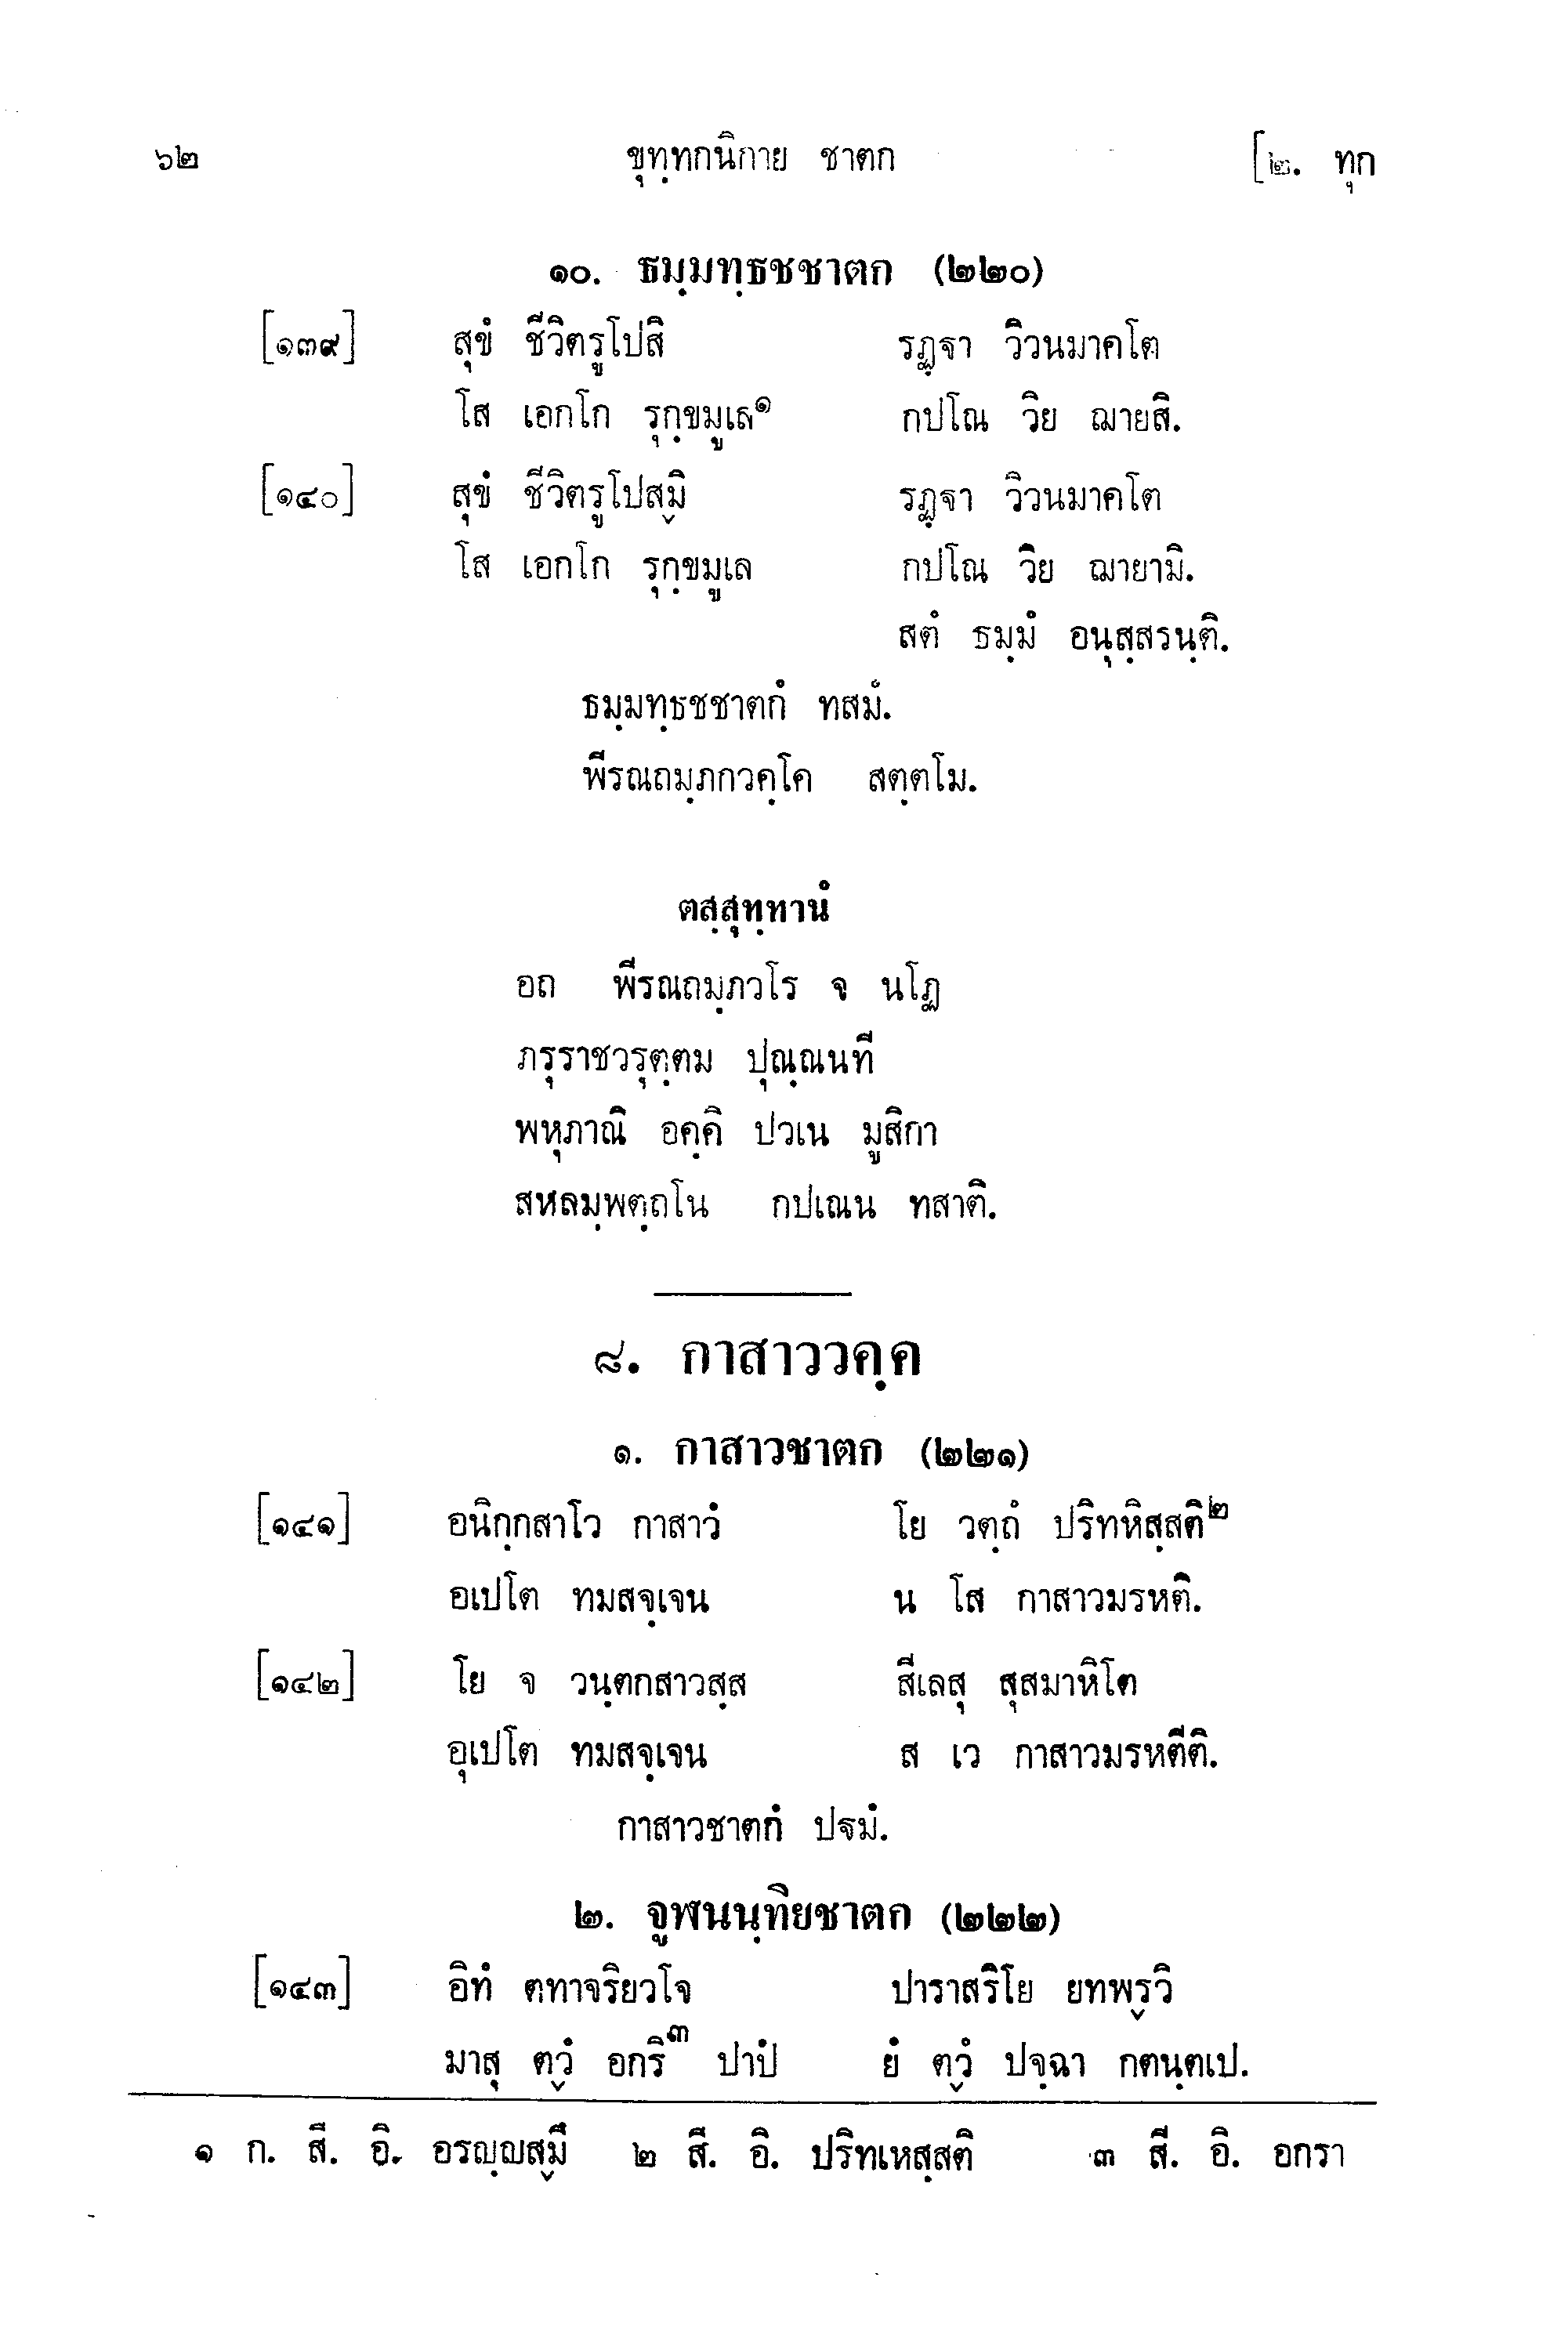 ๖๒ ขุทฺทกนิกาย ชาตก [๒. ทุก
๑๐. ธมฺมทฺธชชาตก (๒๒๐)
[๑๓๙] สุขํ ชีวิตรูโปสิ รฏฺฐา วิวนมาคโต
โส เอกโก รุกฺขมูเล๑ กปโณ วิย ฌายสิ.
[๑๔๐] สุขํ ชีวิตรูโปสฺมิ รฏฺฐา วิวนมาคโต
โส เอกโก รุกฺขมูเล กปโณ วิย ฌายามิ.
สตํ ธมฺมํ อนุสฺสรนฺติ.
ธมฺมทฺธชชาตกํ ทสมํ.
พีรณถมฺภกวคฺโค สตฺตโม.
ตสฺสุทฺทานํ
อถ พีรณถมฺภวโร จ นโฏ
ภรุราชวรุตฺตม ปุณฺณนที
พหุภาณิ อคฺคิ ปวเน มูสิกา
สหลมฺพตฺถโน กปเณน ทสาติ.
๘. กาสาววคฺค
๑. กาสาวชาตก (๒๒๑)
[๑๔๑] อนิกฺกสาโว กาสาวํ โย วตฺถํ ปริทหิสฺสติ๒
อเปโต ทมสจฺเจน น โส กาสาวมรหติ.
[๑๔๒] โย จ วนฺตกสาวสฺส สีเลสุ สุสมาหิโต
อุเปโต ทมสจฺเจน ส เว กาสาวมรหตีติ.
กาสาวชาตกํ ปฐมํ.
๒. จูฬนนฺทิยชาตก (๒๒๒)
[๑๔๓] อิทํ ตทาจริยวโจ ปาราสริโย ยทพฺรวิ
มาสุ ตฺวํ อกริ๓ ปาปํ ยํ ตฺวํ ปจฺฉา กตนฺตเป.
๑ ก. สี. อิ. อรญฺญสฺมึ ๒ สี. อิ. ปริทเหสฺสติ ๓ สี. อิ. อกรา